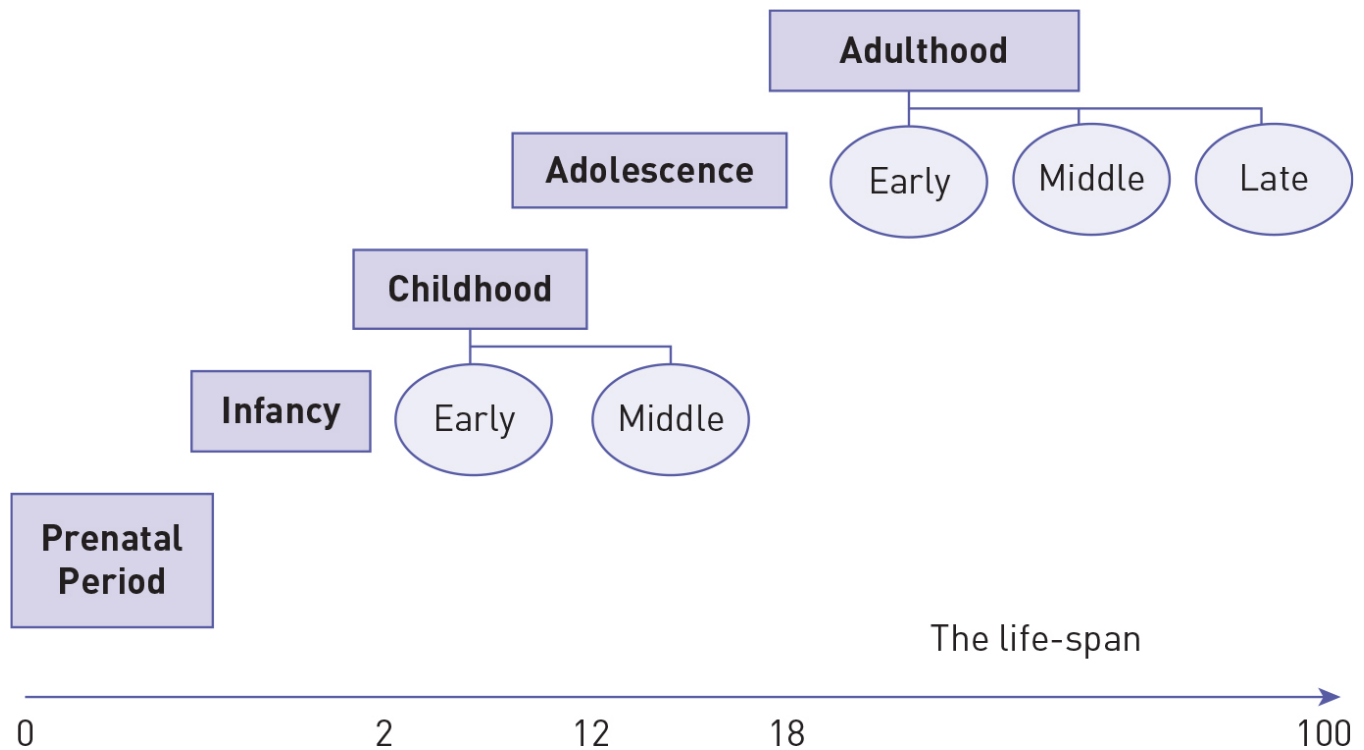 Adulthood
Adolescence
Early
Middle
Late
Childhood
Infancy
Early
Middle
Prenatal
Period
The life-span
0
2
12
18
100